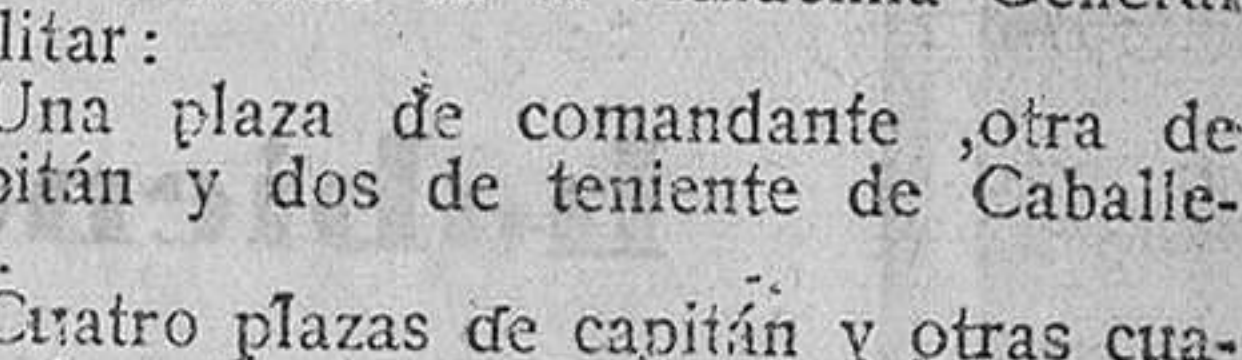 litar:
Una plaza de comandante ,otra de
pitán y dos de teniente de Caballe-
Cuatro plazas de capitán y otras cua-